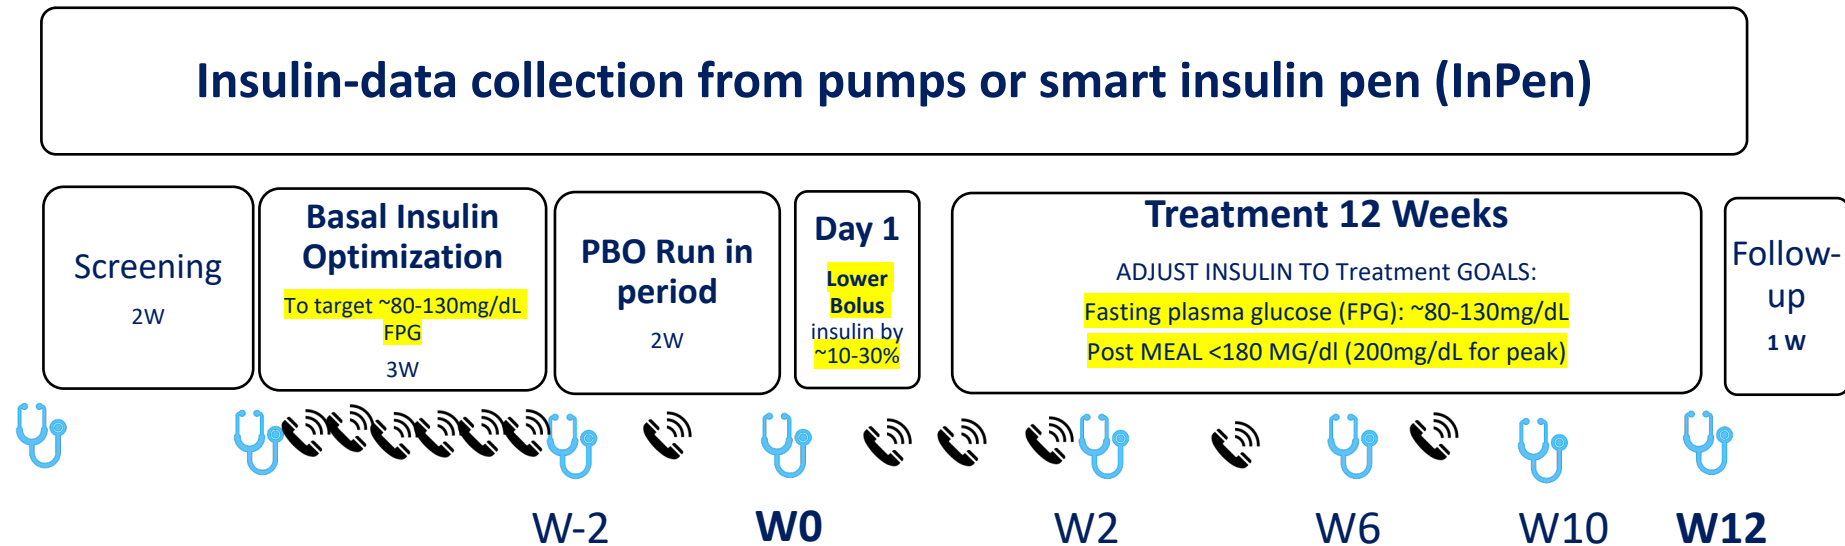 Insulin-data collection from pumps or smart insulin pen (InPen)
Screening
2W
Basal Insulin
Optimization
To target ~80-130mg/dL
FPG
3W
PBO Run in
period
2W
Day 1
Lower
Bolus
insulin by
~10-30%
Treatment 12 Weeks
ADJUST INSULIN TO Treatment GOALS:
Fasting plasma glucose (FPG): ~80-130mg/dL
Post MEAL <180 MG/dl (200mg/dL for peak)
Follow-
up
1 W
W-2
W0
W2
W6
W10
W12